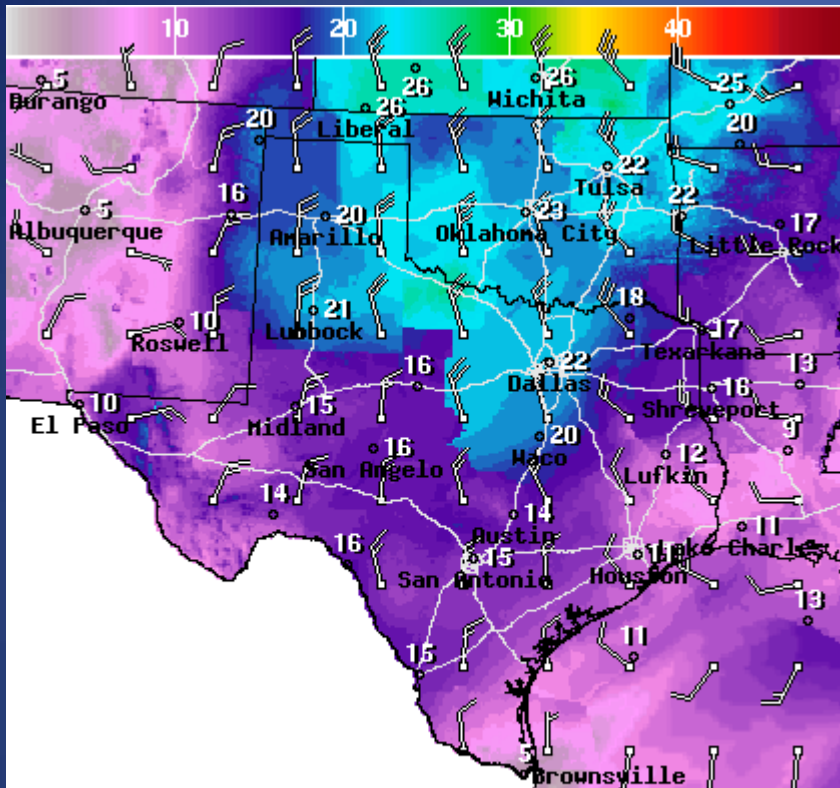 10 20 30 40
5 26 26 25
Durango Wichita
26
Liberal
20 20
22
Tulsa
5 16 20 23 22 17
Albuquerque Amarillo Oklahoma City Little Rock
10 21 18 17
Roswell Lubbock Texarkana
16 22 13
Dallas
10 15 16
El Paso Midland Shreveport
16 20 12 9
San Angelo Waco Lufkin
14 14 11
Austin Lake Charles
16 15
San Antonio Houston
13
15 11
5
Brownsville